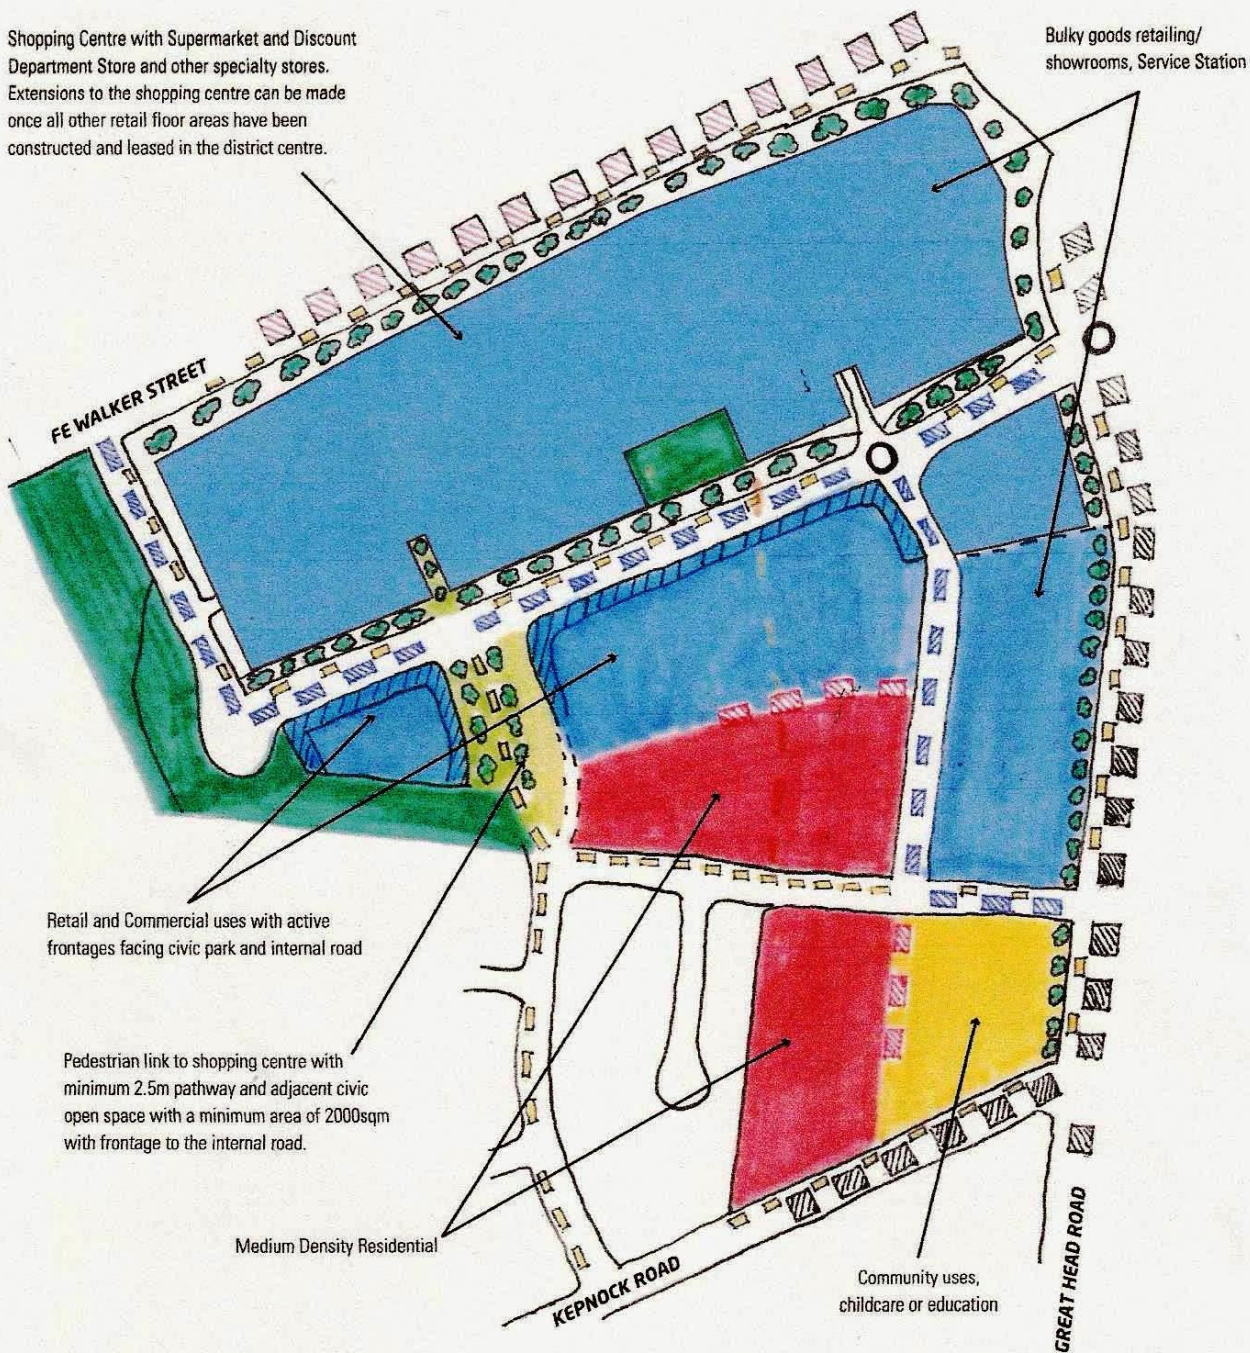 Shopping Centre with Supermarket and Discount
Department Store and other specialty stores.
Extensions to the shopping centre can be made
once all other retail floor areas have been
constructed and leased in the district centre.
Bulky goods retailing/
showrooms, Service Station
FE WALKER STREET
Retail and Commercial uses with active
frontages facing civic park and internal road
Pedestrian link to shopping centre with
minimum 2.5m pathway and adjacent civic
open space with a minimum area of 2000sqm
with frontage to the internal road.
Medium Density Residential
KEPNOCK ROAD
Community uses,
childcare or education
GREAT HEAD ROAD